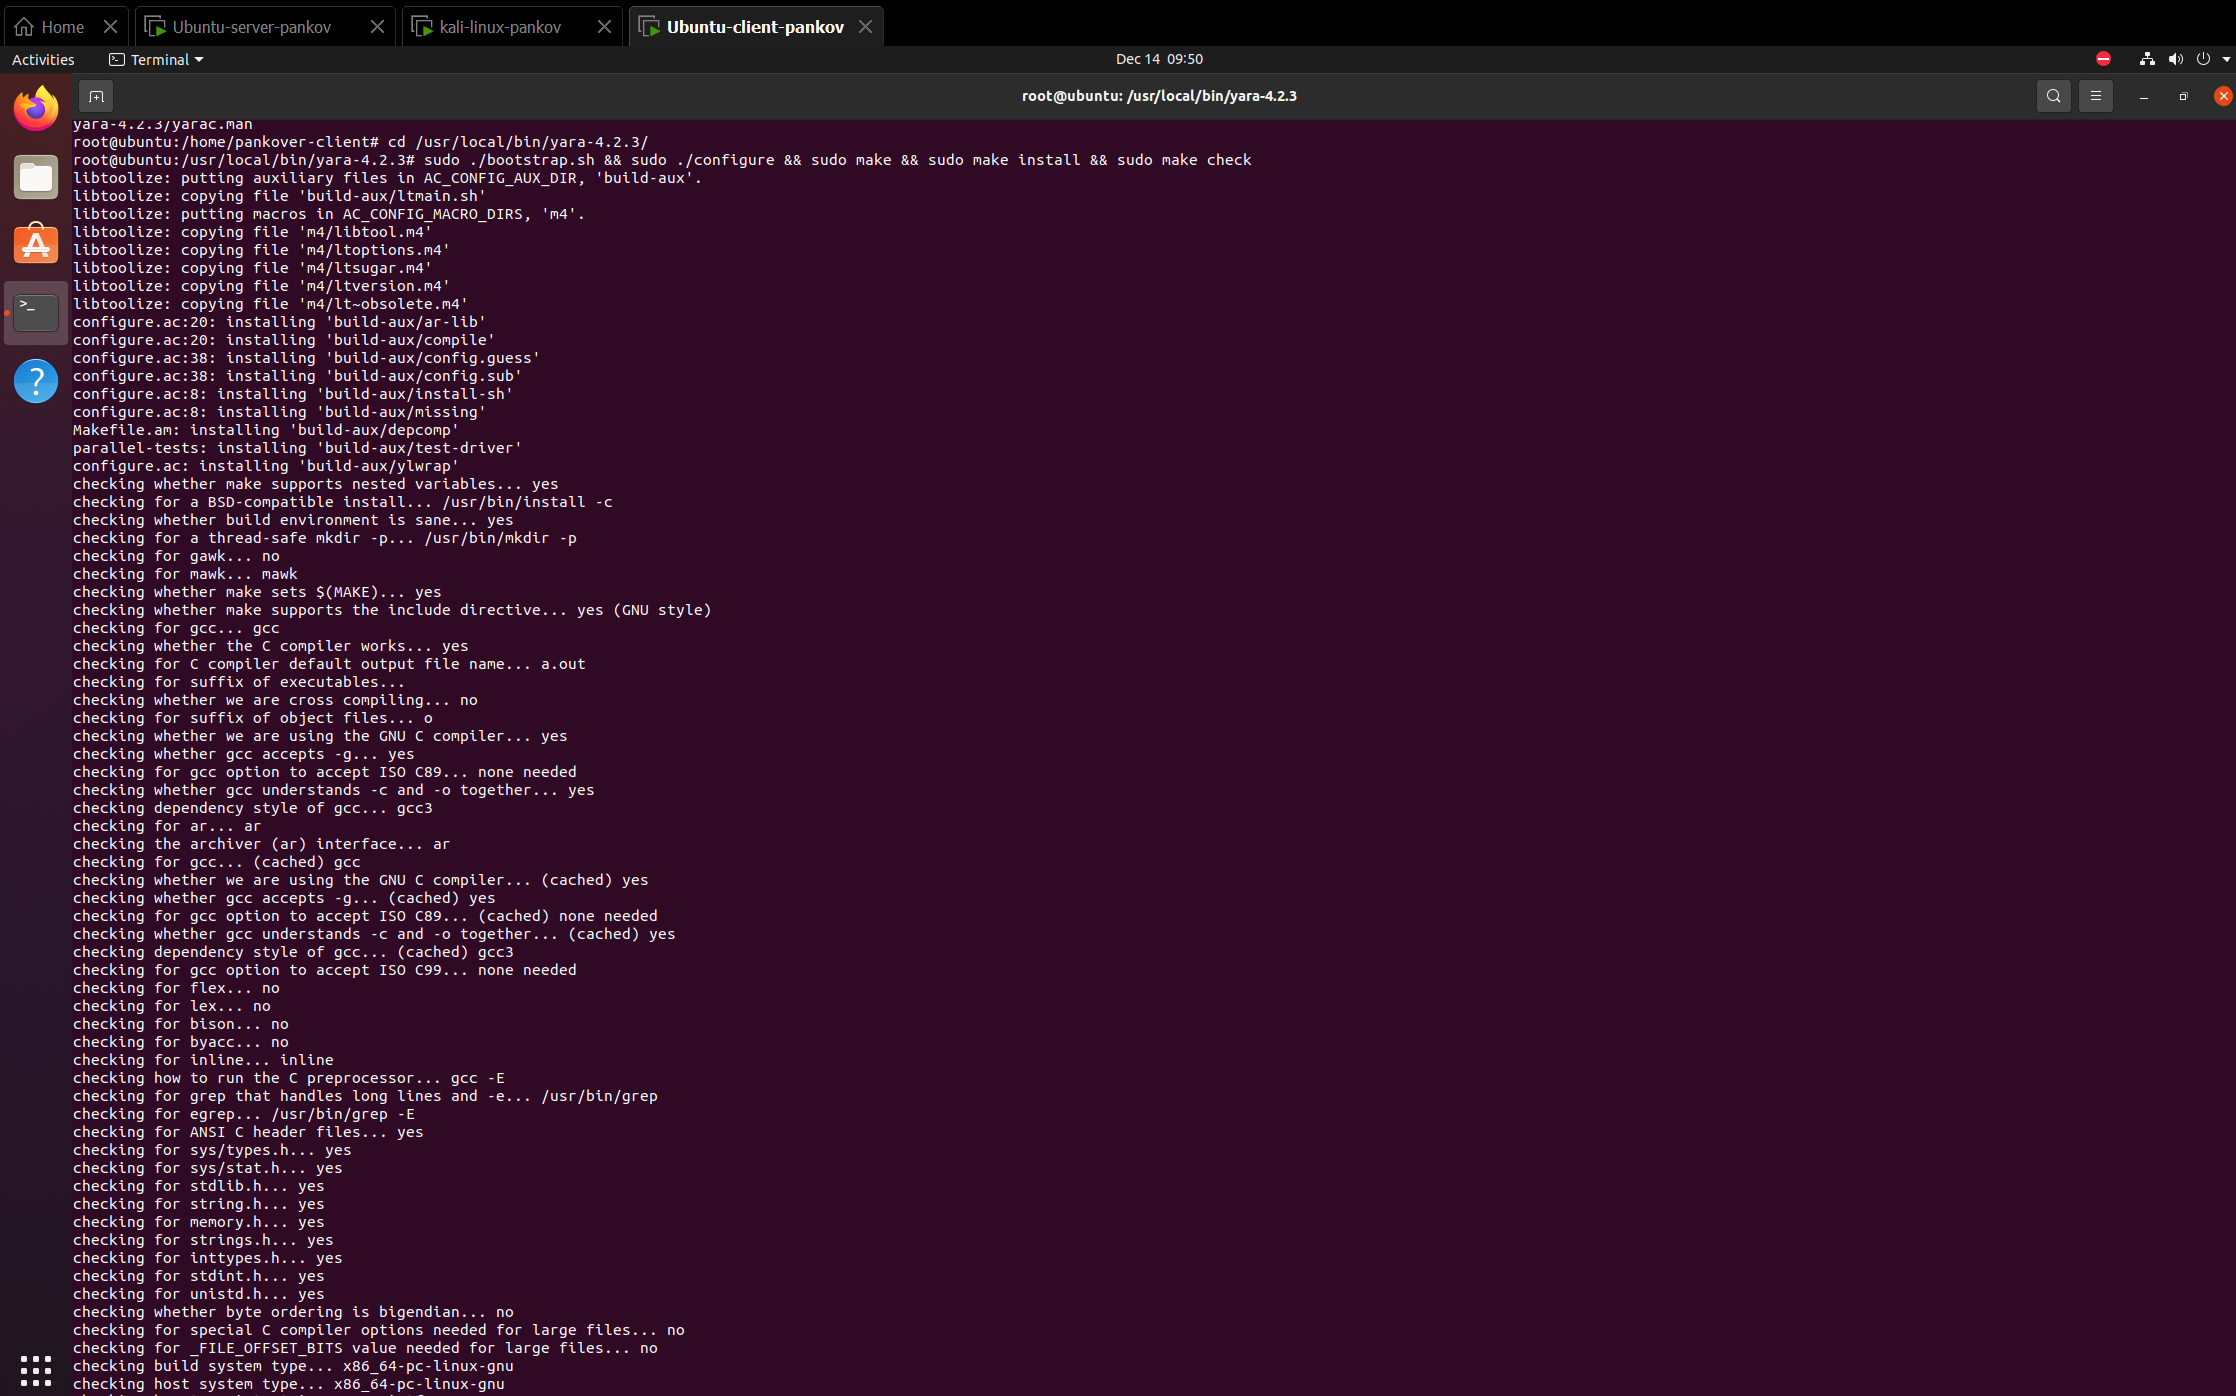 Home
Ubuntu-server-pankov
kali-linux-pankov
Ubuntu-client-pankov
Activities
Terminal
Dec 14 09:50
root@ubuntu: /usr/local/bin/yara-4.2.3
yara-4.2.3/yarac.man
root@ubuntu:/home/pankover-client# cd /usr/local/bin/yara-4.2.3/
root@ubuntu:/usr/local/bin/yara-4.2.3# sudo ./bootstrap.sh && sudo ./configure && sudo make && sudo make install && sudo make check
libtoolize: putting auxiliary files in AC_CONFIG_AUX_DIR, 'build-aux'.
libtoolize: copying file 'build-aux/ltmain.sh'
libtoolize: putting macros in AC_CONFIG_MACRO_DIRS, 'm4'.
libtoolize: copying file 'm4/libtool.m4'
libtoolize: copying file 'm4/ltoptions.m4'
libtoolize: copying file 'm4/ltsugar.m4'
libtoolize: copying file 'm4/ltversion.m4'
libtoolize: copying file 'm4/lt~obsolete.m4'
configure.ac:20: installing 'build-aux/ar-lib'
configure.ac:20: installing 'build-aux/compile'
configure.ac:38: installing 'build-aux/config.guess'
configure.ac:38: installing 'build-aux/config.sub'
configure.ac:8: installing 'build-aux/install-sh'
configure.ac:8: installing 'build-aux/missing'
Makefile.am: installing 'build-aux/depcomp'
parallel-tests: installing 'build-aux/test-driver'
configure.ac: installing 'build-aux/ylwrap'
checking whether make supports nested variables... yes
checking for a BSD-compatible install... /usr/bin/install -c
checking whether build environment is sane... yes
checking for a thread-safe mkdir -p... /usr/bin/mkdir -p
checking for gawk... no
checking for mawk... mawk
checking whether make sets $(MAKE)... yes
checking whether make supports the include directive... yes (GNU style)
checking for gcc... gcc
checking whether the C compiler works... yes
checking for C compiler default output file name... a.out
checking for suffix of executables...
checking whether we are cross compiling... no
checking for suffix of object files... o
checking whether we are using the GNU C compiler... yes
checking whether gcc accepts -g... yes
checking for gcc option to accept ISO C89... none needed
checking whether gcc understands -c and -o together... yes
checking dependency style of gcc... gcc3
checking for ar... ar
checking the archiver (ar) interface... ar
checking for gcc... (cached) gcc
checking whether we are using the GNU C compiler... (cached) yes
checking whether gcc accepts -g... (cached) yes
checking for gcc option to accept ISO C89... (cached) none needed
checking whether gcc understands -c and -o together... (cached) yes
checking dependency style of gcc... (cached) gcc3
checking for gcc option to accept ISO C99... none needed
checking for flex... no
checking for lex... no
checking for bison... no
checking for byacc... no
checking for inline... inline
checking how to run the C preprocessor... gcc -E
checking for grep that handles long lines and -e... /usr/bin/grep
checking for egrep... /usr/bin/grep -E
checking for ANSI C header files... yes
checking for sys/types.h... yes
checking for sys/stat.h... yes
checking for stdlib.h... yes
checking for string.h... yes
checking for memory.h... yes
checking for strings.h... yes
checking for inttypes.h... yes
checking for stdint.h... yes
checking for unistd.h... yes
checking whether byte ordering is bigendian... no
checking for special C compiler options needed for large files... no
checking for _FILE_OFFSET_BITS value needed for large files... no
checking build system type... x86_64-pc-linux-gnu
checking host system type... x86_64-pc-linux-gnu